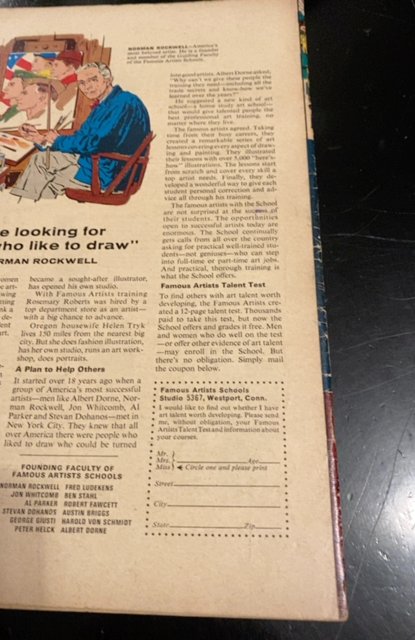 NORMAN ROCKWELL—America's
most beloved artist. He is a founder
and member of the Guiding Faculty
of the Famous Artists Schools.
e looking for
ho like to draw"
RMAN ROCKWELL
became a sought-after illustrator,
has opened his own studio.
With Famous Artists training
Rosemary Roberts was hired by a
top department store as an artist—
with a big chance to advance.
Oregon housewife Helen Tryk
lives 150 miles from the nearest big
city. But she does fashion illustration,
has her own studio, runs an art work-
shop, does portraits.
A Plan to Help Others
It started over 18 years ago when a
group of America's most successful
artists—men like Albert Dorne, Nor-
man Rockwell, Jon Whitcomb, Al
Parker and Stevan Dohanos—met in
New York City. They knew that all
over America there were people who
liked to draw who could be turned
FOUNDING FACULTY OF
FAMOUS ARTISTS SCHOOLS
NORMAN ROCKWELL FRED LUDEKENS
JON WHITCOMB BEN STAHL
AL PARKER ROBERT FAWCETT
STEVAN DOHANOS AUSTIN BRIGGS
GEORGE GIUSTI HAROLD VON SCHMIDT
PETER HELCK ALBERT DORNE
into good artists. Albert Dorne asked:
"Why can't we give these people the
training they need—including all the
trade secrets and know-how we've
learned over the years?"
He suggested a new kind of art
school—a home study art school—
that would give talented people the
best professional art training, no
matter where they live.
The famous artists agreed. Taking
time from their busy careers, they
created a remarkable series of art
lessons covering every aspect of draw-
ing and painting. They illustrated
their lessons with over 5,000 "here's-
how" illustrations. The lessons start
from scratch and cover every skill a
top artist needs. Finally, they de-
veloped a wonderful way to give each
student personal correction and ad-
vice all through his training.
The famous artists with the School
are not surprised at the success of
their students. The opportunities
open to successful artists today are
enormous. The School continually
gets calls from all over the country
asking for practical well-trained stu-
dents—not geniuses—who can step
into full-time or part-time art jobs.
And practical, thorough training is
what the School offers.
Famous Artists Talent Test
To find others with art talent worth
developing, the Famous Artists cre-
ated a 12-page talent test. Thousands
paid to take this test, but now the
School offers and grades it free. Men
and women who do well on the test
—or offer other evidence of art talent
—may enroll in the School. But
there's no obligation. Simply mail
the coupon below.
Famous Artists Schools
Studio 5367, Westport, Conn.
I would like to find out whether I have
art talent worth developing. Please send
me, without obligation, your Famous
Artists Talent Test and information about
your courses.
Mr.
Mrs. Age
Miss Circle one and please print
Street
City
State Zip